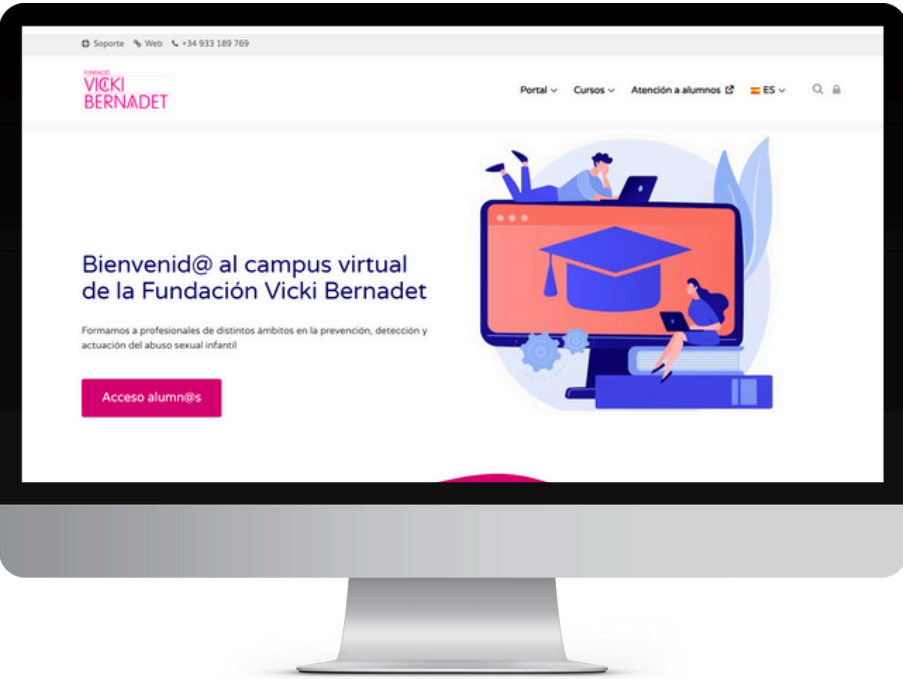 Soporte Web +34 933 189 769
FUNDACIÓ
VICKI
BERNADET
Portal Cursos Atención a alumnos ES
Bienvenid@ al campus virtual
de la Fundación Vicki Bernadet
Formamos a profesionales de distintos ámbitos en la prevención, detección y
actuación del abuso sexual infantil
Acceso alumn@s